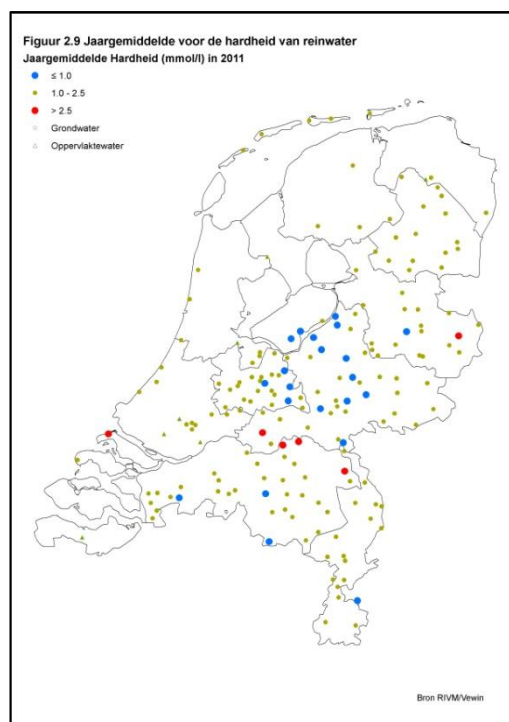 Figuur 2.9 Jaargemiddelde voor de hardheid van reinwater
Jaargemiddelde Hardheid (mmol/l) in 2011
≤ 1.0
1.0 - 2.5
> 2.5
Grondwater
Oppervlaktewater
Bron RIVM/Vewin